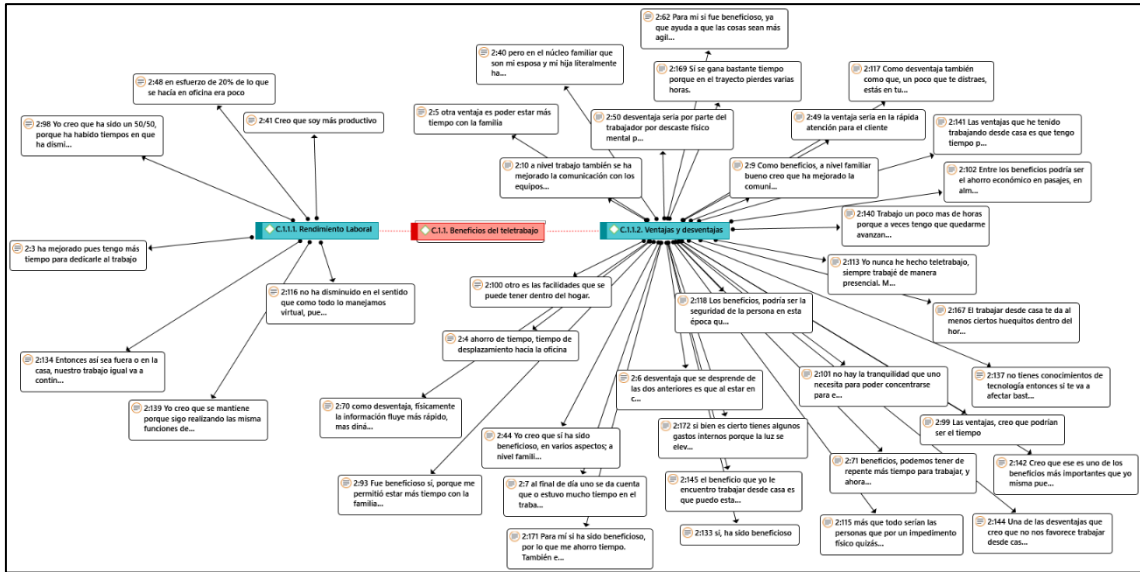 2:62 Para mi si fue beneficioso, ya
que ayuda a que las cosas sean más
agil...
2:40 pero en el núcleo familiar que
son mi esposa y mi hija literalmente
ha...
2:169 Sí se gana bastante tiempo
porque en el trayecto pierdes varias
horas.
2:117 Como desventaja también
como que, un poco que te distraes,
estás en tu...
2:48 en esfuerzo de 20% de lo que
se hacía en oficina era poco
2:98 Yo creo que ha sido un 50/50,
porque ha habido tiempos en que
ha dismi...
2:41 Creo que soy más productivo
2:5 otra ventaja es poder estar más
tiempo con la familia
2:50 desventaja sería por parte del
trabajador por descaste físico
mental p...
2:49 la ventaja sería en la rápida
atención para el cliente
2:141 Las ventajas que he tenido
trabajando desde casa es que tengo
tiempo p...
2:10 a nivel trabajo también se ha
mejorado la comunicación con los
equipos...
2:9 Como beneficios, a nivel familiar
bueno creo que ha mejorado la
comuni...
2:102 Entre los beneficios podría ser
el ahorro económico en pasajes, en
alm...
C.1.1.1. Rendimiento Laboral
C.1.1. Beneficios del teletrabajo
C.1.1.2. Ventajas y desventajas
2:140 Trabajo un poco mas de horas
porque a veces tengo que quedarme
avanzan...
2:3 ha mejorado pues tengo más
tiempo para dedicarle al trabajo
2:113 Yo nunca he hecho teletrabajo,
siempre trabajé de manera
presencial. M...
2:116 no ha disminuido en el sentido
que como todo lo manejamos
virtual, pue...
2:100 otro es las facilidades que se
puede tener dentro del hogar.
2:118 Los beneficios, podría ser la
seguridad de la persona en esta
época qu...
2:167 El trabajar desde casa te da al
menos ciertos huequitos dentro del
hor...
2:4 ahorro de tiempo, tiempo de
desplazamiento hacia la oficina
2:134 Entonces así sea fuera o en la
casa, nuestro trabajo igual va a
contin...
2:6 desventaja que se desprende de
las dos anteriores es que al estar en
c...
2:101 no hay la tranquilidad que uno
necesita para poder concentrarse
para e...
2:137 no tienes conocimientos de
tecnología entonces si te va a
afectar bast...
2:139 Yo creo que se mantiene
porque sigo realizando las misma
funciones de...
2:70 como desventaja, físicamente
la información fluye más rápido,
mas diná...
2:44 Yo creo que sí ha sido
beneficioso, en varios aspectos; a
nivel famili...
2:172 si bien es cierto tienes algunos
gastos internos porque la luz se
elev...
2:99 Las ventajas, creo que podrían
ser el tiempo
2:71 beneficios, podemos tener de
repente más tiempo para trabajar, y
ahora...
2:142 Creo que ese es uno de los
beneficios más importantes que yo
misma pue...
2:93 Fue beneficioso sí, porque me
permitió estar más tiempo con la
familia...
2:7 al final de día uno se da cuenta
que o estuvo mucho tiempo en el
traba...
2:145 el beneficio que yo le
encuentro trabajar desde casa es
que puedo esta...
2:115 más que todo serían las
personas que por un impedimento
físico quizás...
2:144 Una de las desventajas que
creo que no nos favorece trabajar
desde cas...
2:171 Para mí si ha sido beneficioso,
por lo que me ahorro tiempo.
También e...
2:133 si, ha sido beneficioso